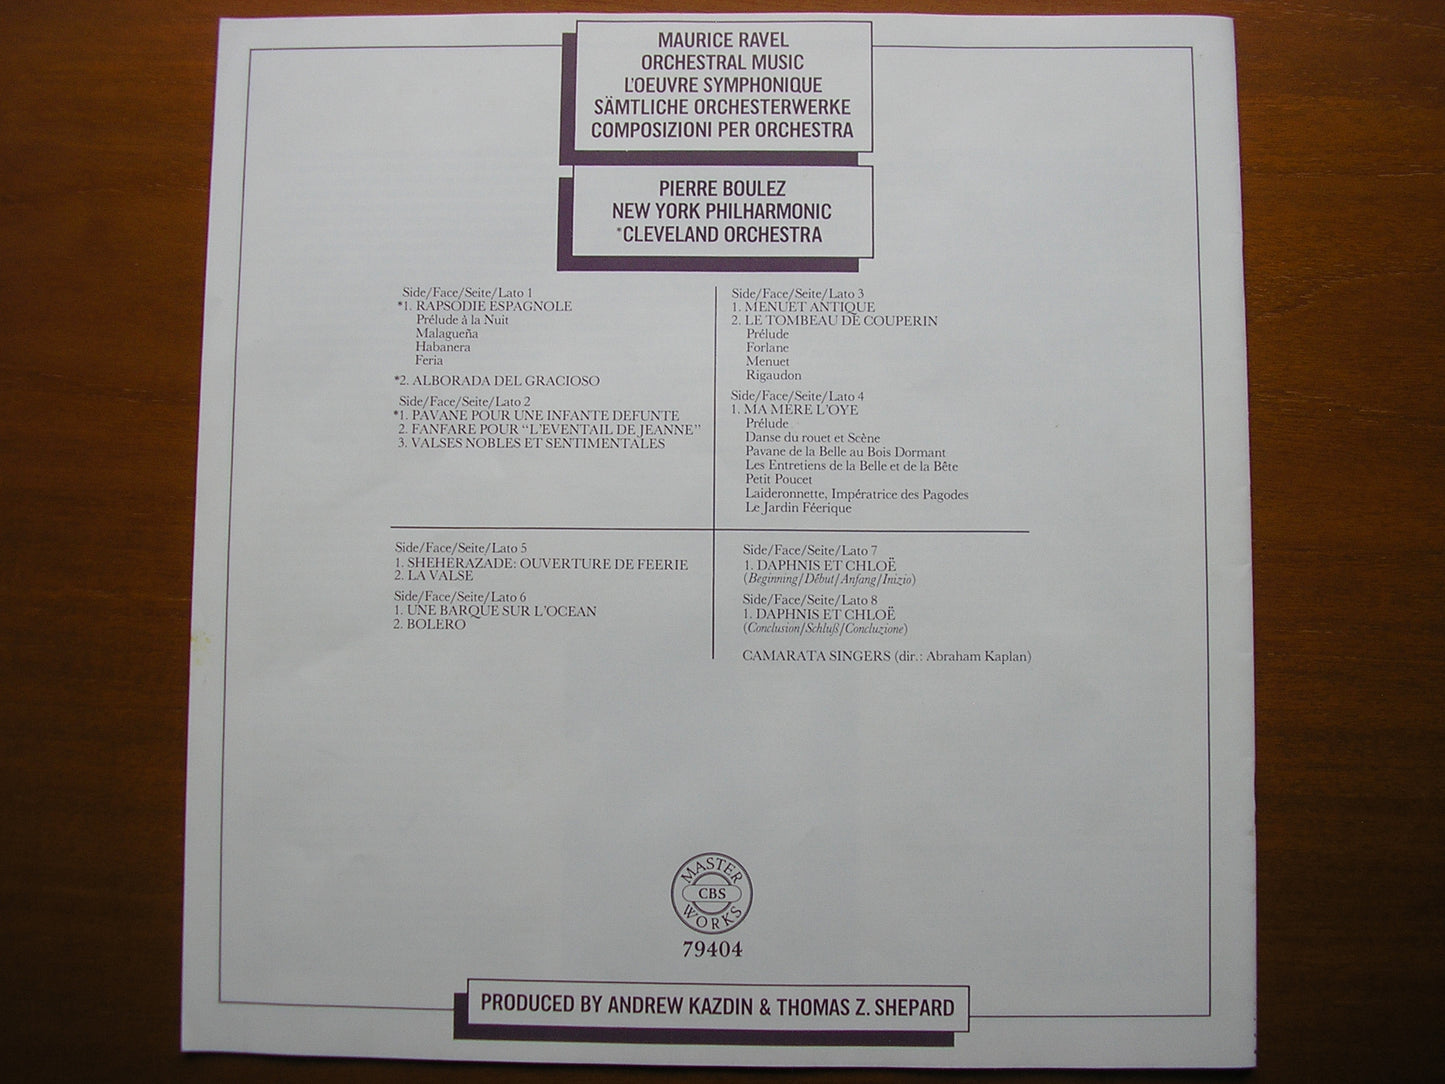 MAURICE RAVEL
ORCHESTRAL MUSIC
L'OEUVRE SYMPHONIQUE
SÄMTLICHE ORCHESTERWERKE
COMPOSIZIONI PER ORCHESTRA
PIERRE BOULEZ
NEW YORK PHILHARMONIC
*CLEVELAND ORCHESTRA
Side/Face/Seite/Lato 1
*1. RAPSODIE ESPAGNOLE
Prélude à la Nuit
Malagueña
Habanera
Feria
*2. ALBORADA DEL GRACIOSO
Side/Face/Seite/Lato 2
*1. PAVANE POUR UNE INFANTE DEFUNTE
2. FANFARE POUR “L'EVENTAIL DE JEANNE”
3. VALSES NOBLES ET SENTIMENTALES
Side/Face/Seite/Lato 3
1. MENUET ANTIQUE
2. LE TOMBEAU DE COUPERIN
Prélude
Forlane
Menuet
Rigaudon
Side/Face/Seite/Lato 4
1. MA MERE L'OYE
Prélude
Danse du rouet et Scène
Pavane de la Belle au Bois Dormant
Les Entretiens de la Belle et de la Bête
Petit Poucet
Laideronnette, Impératrice des Pagodes
Le Jardin Féerique
Side/Face/Seite/Lato 5
1. SHEHERAZADE: OUVERTURE DE FEERIE
2. LA VALSE
Side/Face/Seite/Lato 6
1. UNE BARQUE SUR L'OCEAN
2. BOLERO
Side/Face/Seite/Lato 7
1. DAPHNIS ET CHLOË
(Beginning/Début/Anfang/Inizio)
Side/Face/Seite/Lato 8
1. DAPHNIS ET CHLOË
(Conclusion/Schluß/Concluzione)
CAMARATA SINGERS (dir.: Abraham Kaplan)
MASTER
CBS
WORKS
79404
PRODUCED BY ANDREW KAZDIN & THOMAS Z. SHEPARD